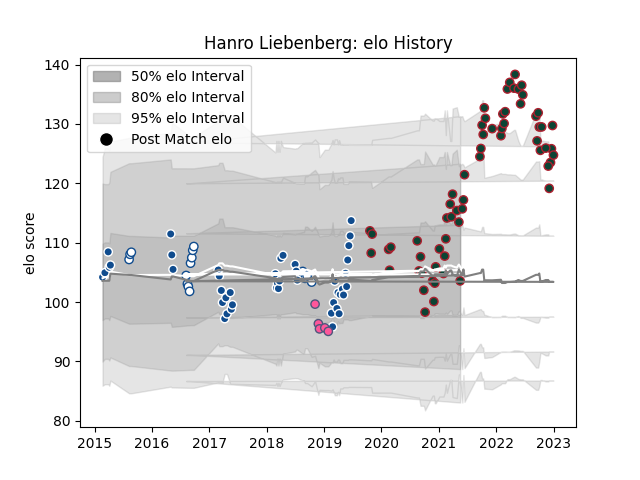 Hanro Liebenberg: elo History
50% elo Interval
80% elo Interval
95% elo Interval
Post Match elo
elo score
140
130
120
110
100
90
80
2015 2016 2017 2018 2019 2020 2021 2022 2023